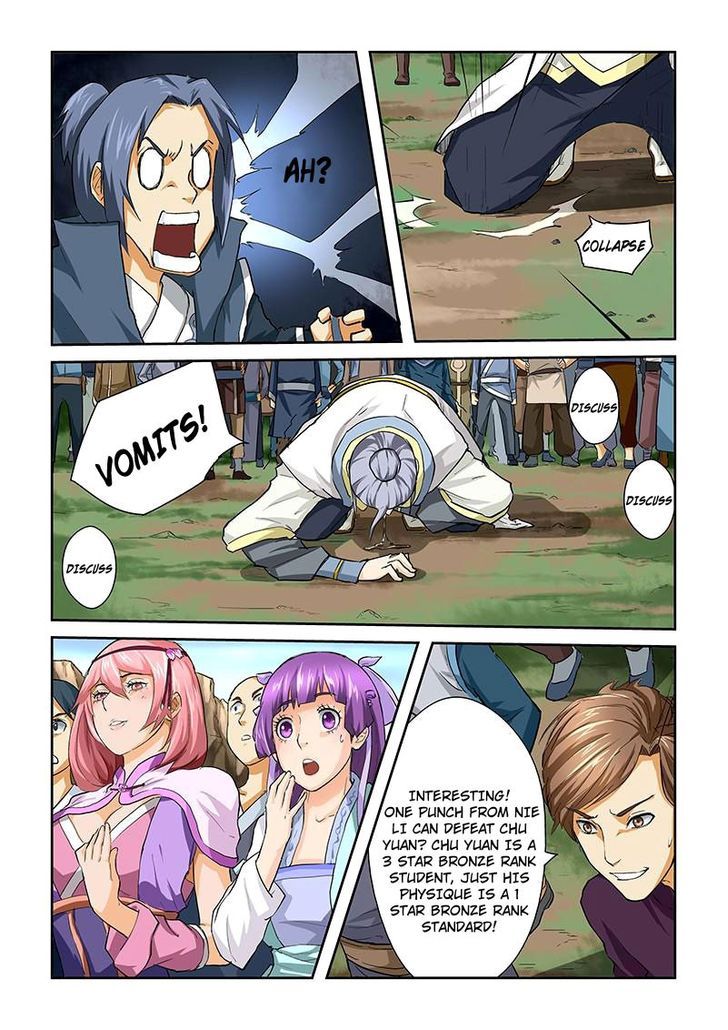 AH?
COLLAPSE
VOMITS!
DISCUSS
DISCUSS
DISCUSS
INTERESTING!
ONE PUNCH FROM NIE
LI CAN DEFEAT CHU
YUAN? CHU YUAN IS A
3 STAR BRONZE RANK
STUDENT, JUST HIS
PHYSIQUE IS A 1
STAR BRONZE RANK
STANDARD!